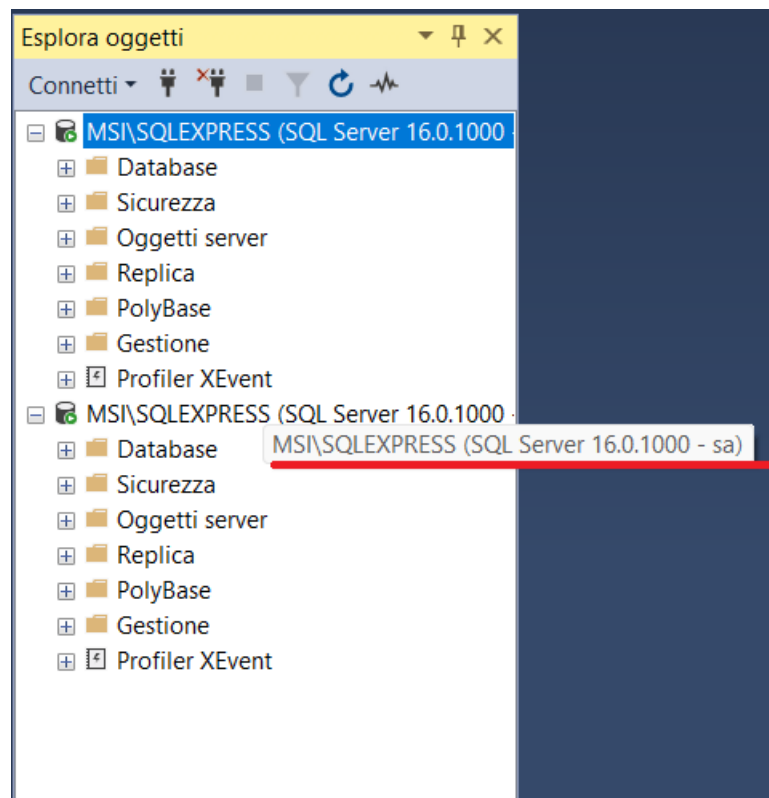 Esplora oggetti
Connetti
MSI\SQLEXPRESS (SQL Server 16.0.1000 -
Database
Sicurezza
Oggetti server
Replica
PolyBase
Gestione
Profiler XEvent
MSI\SQLEXPRESS (SQL Server 16.0.1000 -
Database
MSI\SQLEXPRESS (SQL Server 16.0.1000 - sa)
Sicurezza
Oggetti server
Replica
PolyBase
Gestione
Profiler XEvent